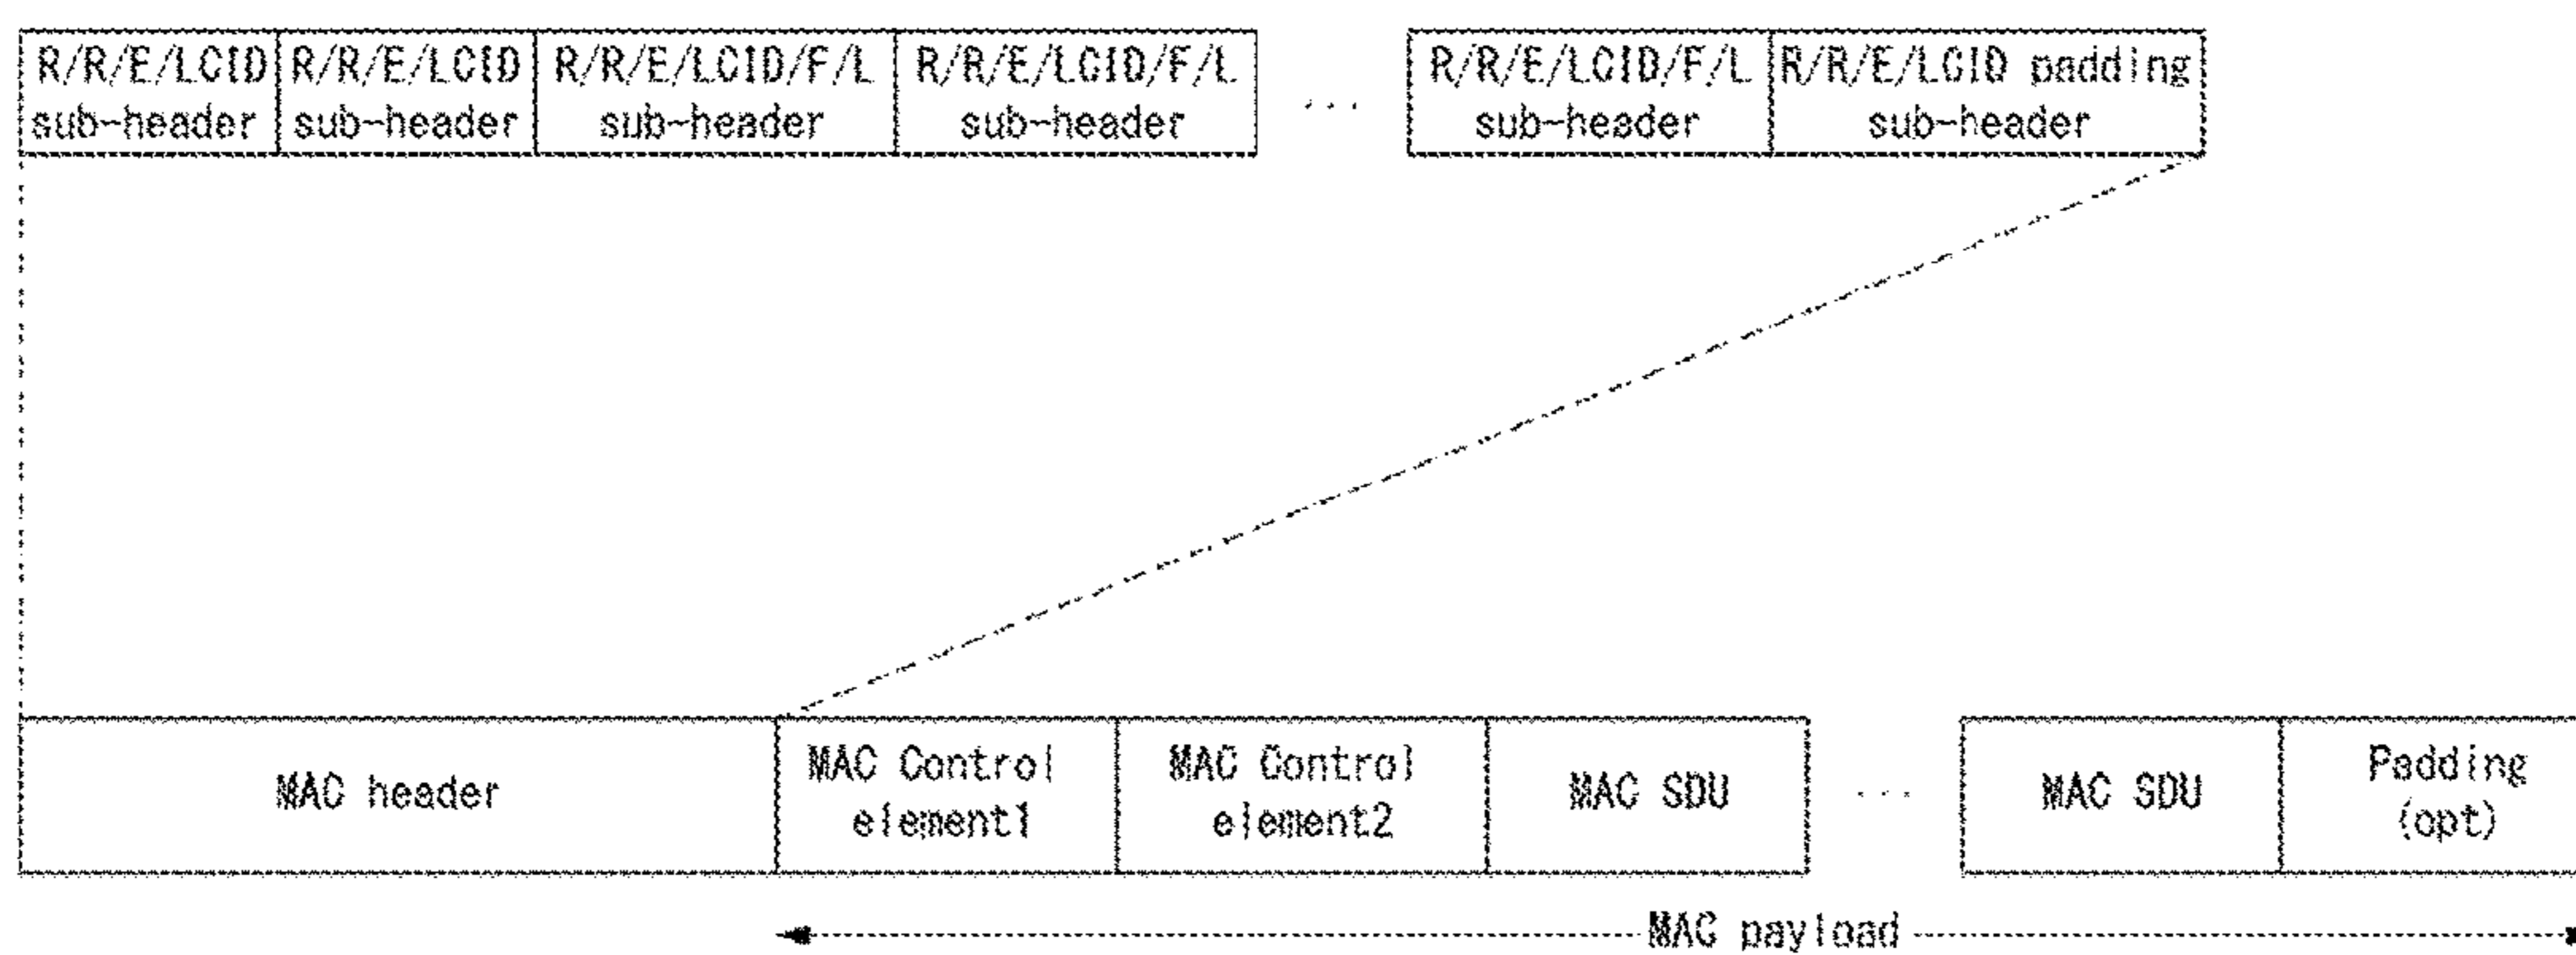 R/R/E/LCID R/R/E/LCID R/R/E/LCID/F/L R/R/E/LCID/F/L ... R/R/E/LCID/F/L R/R/E/LCID padding
sub-header sub-header sub-header sub-header sub-header sub-header
MAC header MAC Control element1 MAC Control element2 MAC SDU ... MAC SDU Padding (opt)
MAC payload